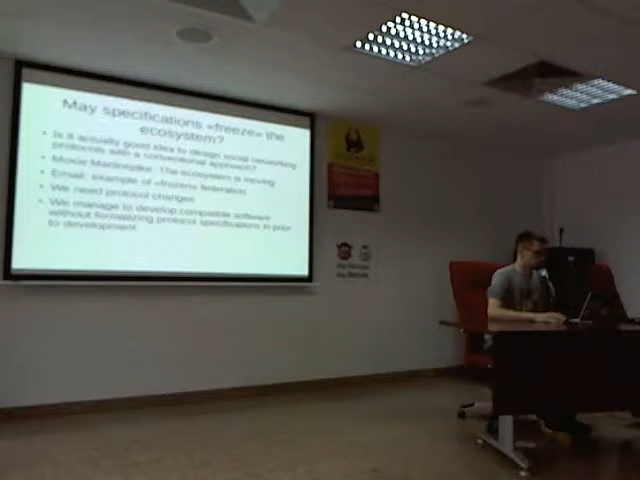 May specifications «freeze» the
ecosystem?
• Is it actually good idea to design social networking
protocols with a conventional approach?
• Moxie Marlinspike: The ecosystem is moving
• Email: example of «frozen» federation
• We need protocol changes
• We manage to develop compatible software
without formalizing protocol specifications in prior
to development